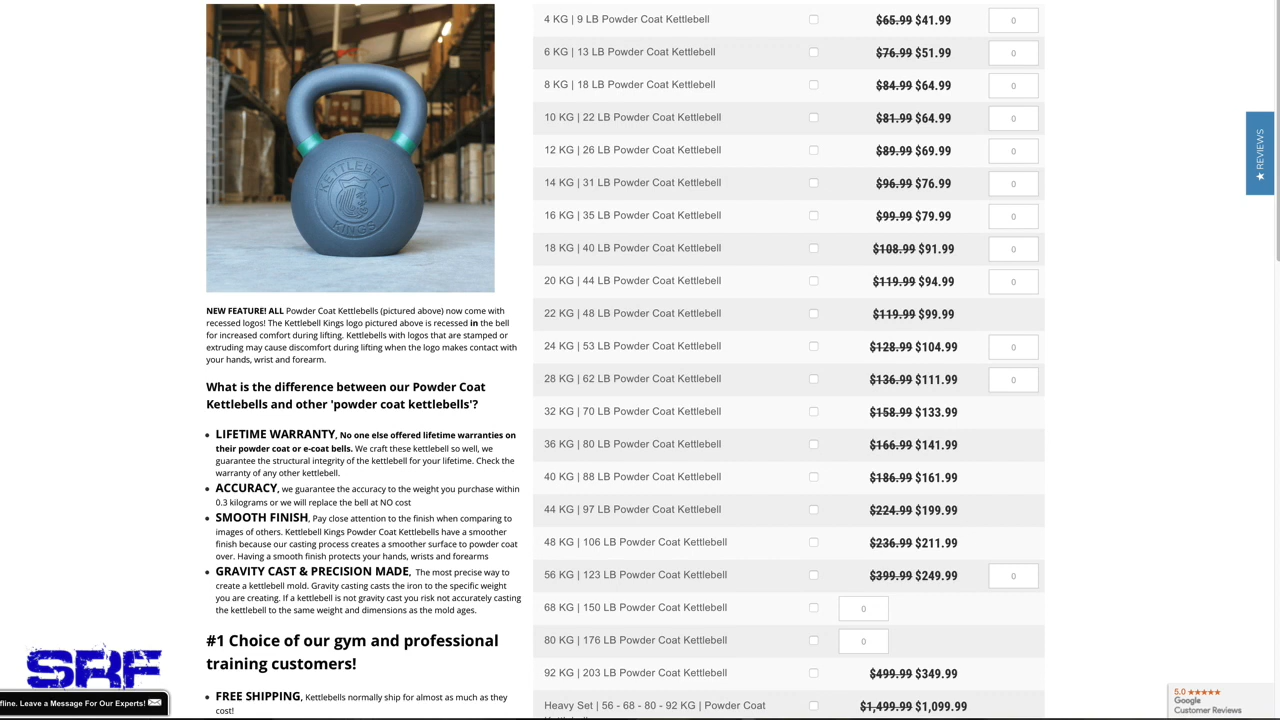 KETTLEBELL
KINGS
NEW FEATURE! ALL Powder Coat Kettlebells (pictured above) now come with
recessed logos! The Kettlebell Kings logo pictured above is recessed in the bell
for increased comfort during lifting. Kettlebells with logos that are stamped or
extruding may cause discomfort during lifting when the logo makes contact with
your hands, wrist and forearm.
What is the difference between our Powder Coat
Kettlebells and other 'powder coat kettlebells'?
• LIFETIME WARRANTY, No one else offered lifetime warranties on
their powder coat or e-coat bells. We craft these kettlebell so well, we
guarantee the structural integrity of the kettlebell for your lifetime. Check the
warranty of any other kettlebell.
• ACCURACY, we guarantee the accuracy to the weight you purchase within
0.3 kilograms or we will replace the bell at NO cost
• SMOOTH FINISH, Pay close attention to the finish when comparing to
images of others. Kettlebell Kings Powder Coat Kettlebells have a smoother
finish because our casting process creates a smoother surface to powder coat
over. Having a smooth finish protects your hands, wrists and forearms
• GRAVITY CAST & PRECISION MADE, The most precise way to
create a kettlebell mold. Gravity casting casts the iron to the specific weight
you are creating. If a kettlebell is not gravity cast you risk not accurately casting
the kettlebell to the same weight and dimensions as the mold ages.
#1 Choice of our gym and professional
training customers!
• FREE SHIPPING, Kettlebells normally ship for almost as much as they
cost!
4 KG | 9 LB Powder Coat Kettlebell $65.99 $41.99 0
6 KG | 13 LB Powder Coat Kettlebell $76.99 $51.99 0
8 KG | 18 LB Powder Coat Kettlebell $84.99 $64.99 0
10 KG | 22 LB Powder Coat Kettlebell $81.99 $64.99 0
12 KG | 26 LB Powder Coat Kettlebell $89.99 $69.99 0
14 KG | 31 LB Powder Coat Kettlebell $96.99 $76.99 0
16 KG | 35 LB Powder Coat Kettlebell $99.99 $79.99 0
18 KG | 40 LB Powder Coat Kettlebell $108.99 $91.99 0
20 KG | 44 LB Powder Coat Kettlebell $119.99 $94.99 0
22 KG | 48 LB Powder Coat Kettlebell $119.99 $99.99
24 KG | 53 LB Powder Coat Kettlebell $128.99 $104.99 0
28 KG | 62 LB Powder Coat Kettlebell $136.99 $111.99 0
32 KG | 70 LB Powder Coat Kettlebell $158.99 $133.99
36 KG | 80 LB Powder Coat Kettlebell $166.99 $141.99
40 KG | 88 LB Powder Coat Kettlebell $186.99 $161.99
44 KG | 97 LB Powder Coat Kettlebell $224.99 $199.99
48 KG | 106 LB Powder Coat Kettlebell $236.99 $211.99
56 KG | 123 LB Powder Coat Kettlebell $399.99 $249.99 0
68 KG | 150 LB Powder Coat Kettlebell 0
80 KG | 176 LB Powder Coat Kettlebell 0
92 KG | 203 LB Powder Coat Kettlebell $499.99 $349.99
Heavy Set | 56 - 68 - 80 - 92 KG | Powder Coat $1,499.99 $1,099.99
★ REVIEWS
SRF
ffline. Leave a Message For Our Experts!
5.0 ★★★★★
Google
Customer Reviews